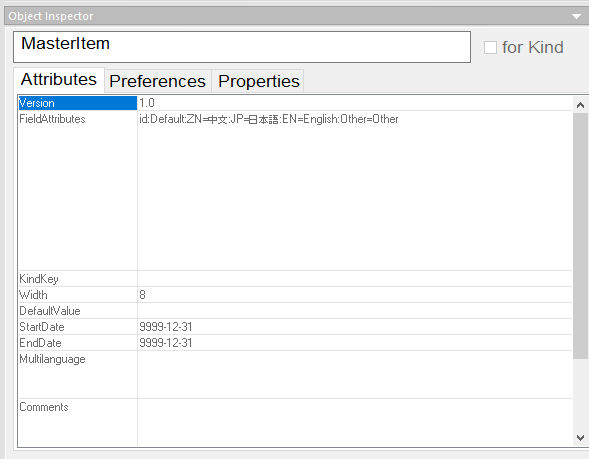 Object Inspector
MasterItem
for Kind
Attributes Preferences Properties
Version 1.0
FieldAttributes id:Default:ZN=中文:JP=日本語:EN=English:Other=Other
KindKey
Width 8
DefaultValue
StartDate 9999-12-31
EndDate 9999-12-31
Multilanguage
Comments